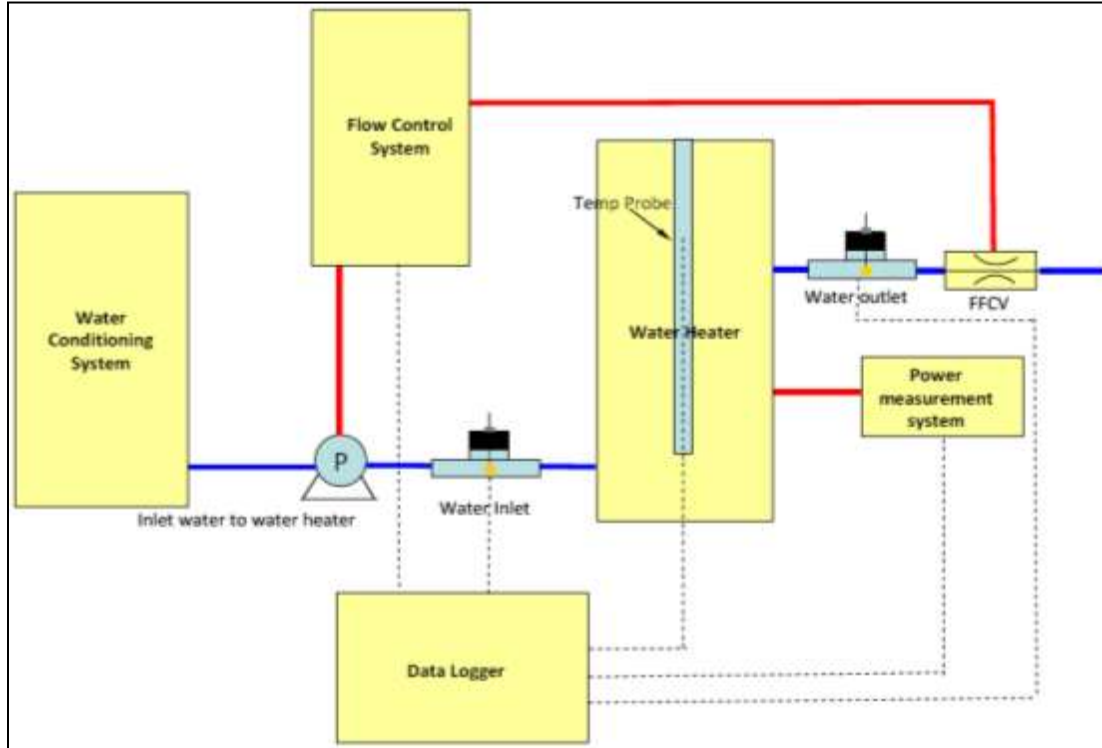 Flow Control
System
Temp Probe
Water outlet
FFCV
Water
Conditioning
System
Water Heater
Power
measurement
system
P
Inlet water to water heater
Water Inlet
Data Logger